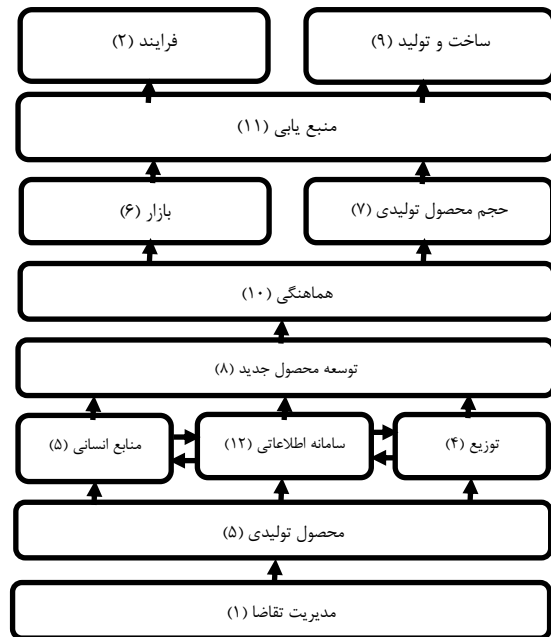 ساخت و تولید (۹)
فرایند (۲)
منبع یابی (۱۱)
حجم محصول تولیدی (۷)
بازار (۶)
هماهنگی (۱۰)
توسعه محصول جدید (۸)
توزیع (۴)
سامانه اطلاعاتی (۱۲)
منابع انسانی (۵)
محصول تولیدی (۵)
مدیریت تقاضا (۱)